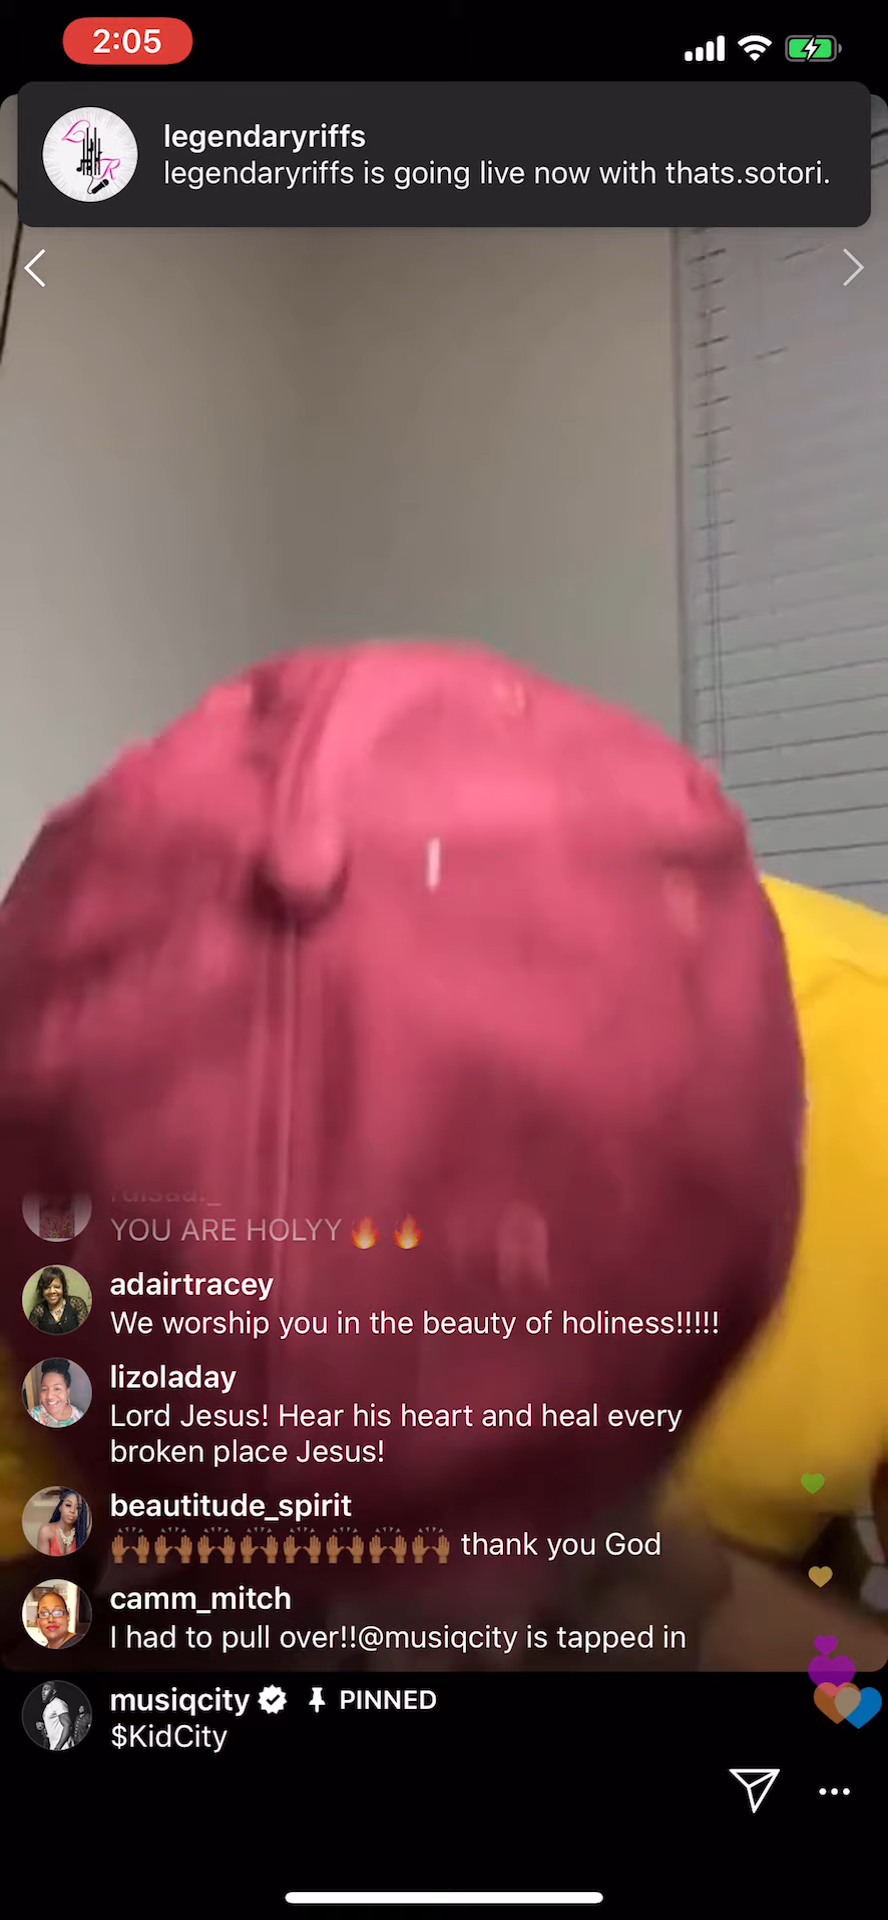 2:05
legendaryriffs
legendaryriffs is going live now with thats.sotori.
YOU ARE HOLYY 🔥 🔥
adairtracey
We worship you in the beauty of holiness!!!!!
lizoladay
Lord Jesus! Hear his heart and heal every
broken place Jesus!
beautitude_spirit
🙌🏾🙌🏾🙌🏾🙌🏾🙌🏾🙌🏾🙌🏾🙌🏾 thank you God
camm_mitch
I had to pull over!!@musiqcity is tapped in
musiqcity PINNED
$KidCity